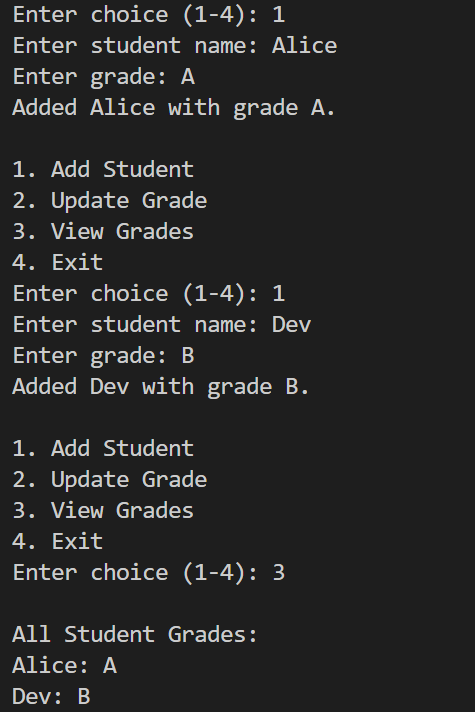 Enter choice (1-4): 1
Enter student name: Alice
Enter grade: A
Added Alice with grade A.
1. Add Student
2. Update Grade
3. View Grades
4. Exit
Enter choice (1-4): 1
Enter student name: Dev
Enter grade: B
Added Dev with grade B.
1. Add Student
2. Update Grade
3. View Grades
4. Exit
Enter choice (1-4): 3
All Student Grades:
Alice: A
Dev: B